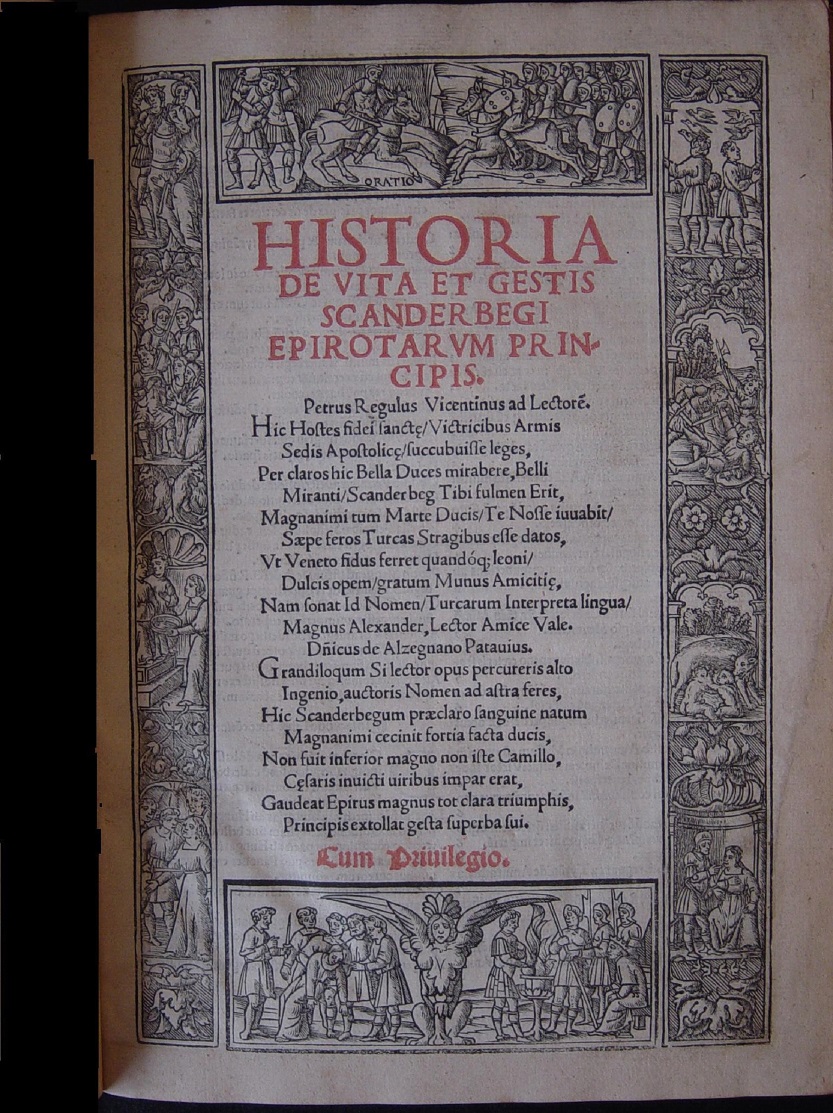 ORATIO
HISTORIA
DE VITA ET GESTIS
SCANDERBEGI
EPIROTARVM PRIN-
CIPIS.
Petrus Regulus Vicentinus ad Lectorē.
Hic Hoſtes fidei ſanctę/Victricibus Armis
Sedis Apoſtolicę/ſuccubuiſſe leges,
Per claros hic Bella Duces mirabere,Belli
Miranti/Scanderbeg Tibi fulmen Erit,
Magnanimi tum Marte Ducis/Te Noſſe iuuabit/
Sæpe feros Turcas Stragibus eſſe datos,
Vt Veneto fidus ferret quandóq; leoni/
Dulcis opem/gratum Munus Amicitię,
Nam ſonat Id Nomen/Turcarum Interpreta lingua/
Magnus Alexander,Lector Amice Vale.
Dñicus de Alzegnano Patauius.
Grandiloqum Si lector opus percureris alto
Ingenio,auctoris Nomen ad aſtra feres,
Hic Scanderbegum præclaro ſanguine natum
Magnanimi cecinit fortia facta ducis,
Non fuit inferior magno non iſte Camillo,
Cęſaris inuicti uiribus impar erat,
Gaudeat Epirus magnus tot clara triumphis,
Principis extollat geſta ſuperba ſui.
Cum Priuilegio.